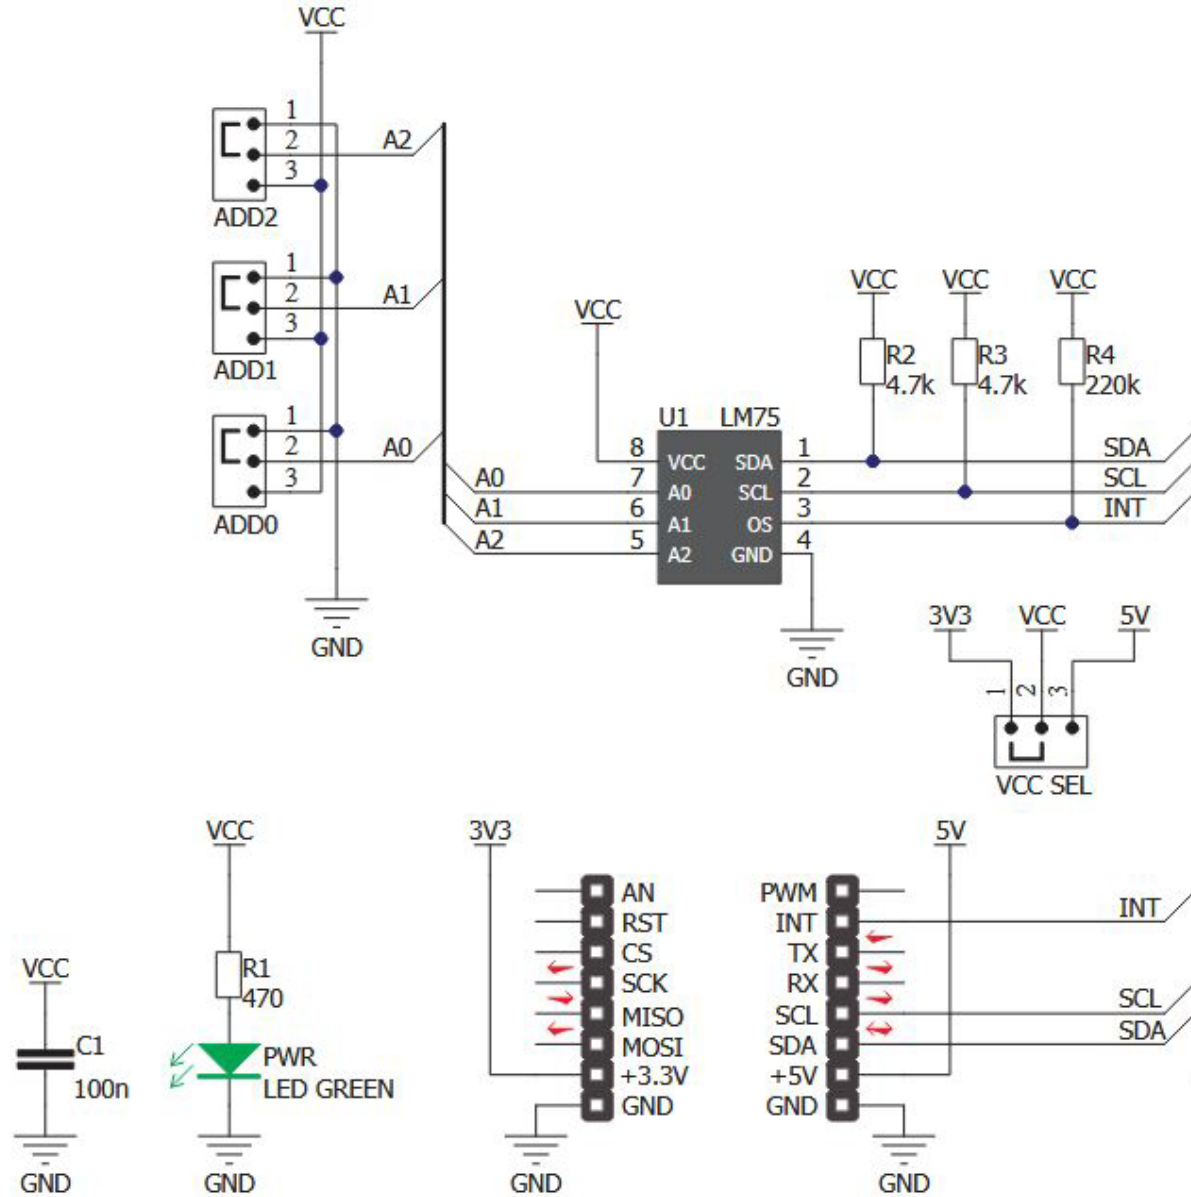 VCC
1
2
3
A2
ADD2
1
2
3
A1
ADD1
1
2
3
A0
ADD0
GND
VCC
VCC
VCC
VCC
R2
4.7k
R3
4.7k
R4
220k
U1 LM75
8 VCC SDA 1 SDA
A0 7 A0 SCL 2 SCL
A1 6 A1 OS 3 INT
A2 5 A2 GND 4
GND
3V3 VCC 5V
1 2 3
VCC SEL
VCC
C1
100n
GND
VCC
R1
470
PWR
LED GREEN
GND
3V3
AN
RST
CS
SCK
MISO
MOSI
+3.3V
GND
GND
5V
PWM
INT INT
TX
RX
SCL SCL
SDA SDA
+5V
GND
GND